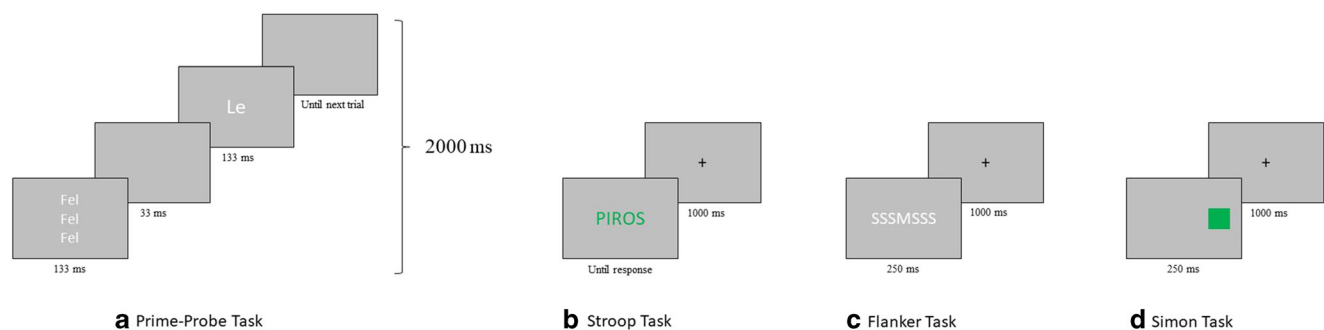 Fel
Fel
Fel
133 ms
33 ms
Le
133 ms
Until next trial
2000 ms
a Prime-Probe Task
PIROS
Until response
+
1000 ms
b Stroop Task
SSSMSSS
250 ms
+
1000 ms
c Flanker Task
250 ms
+
1000 ms
d Simon Task